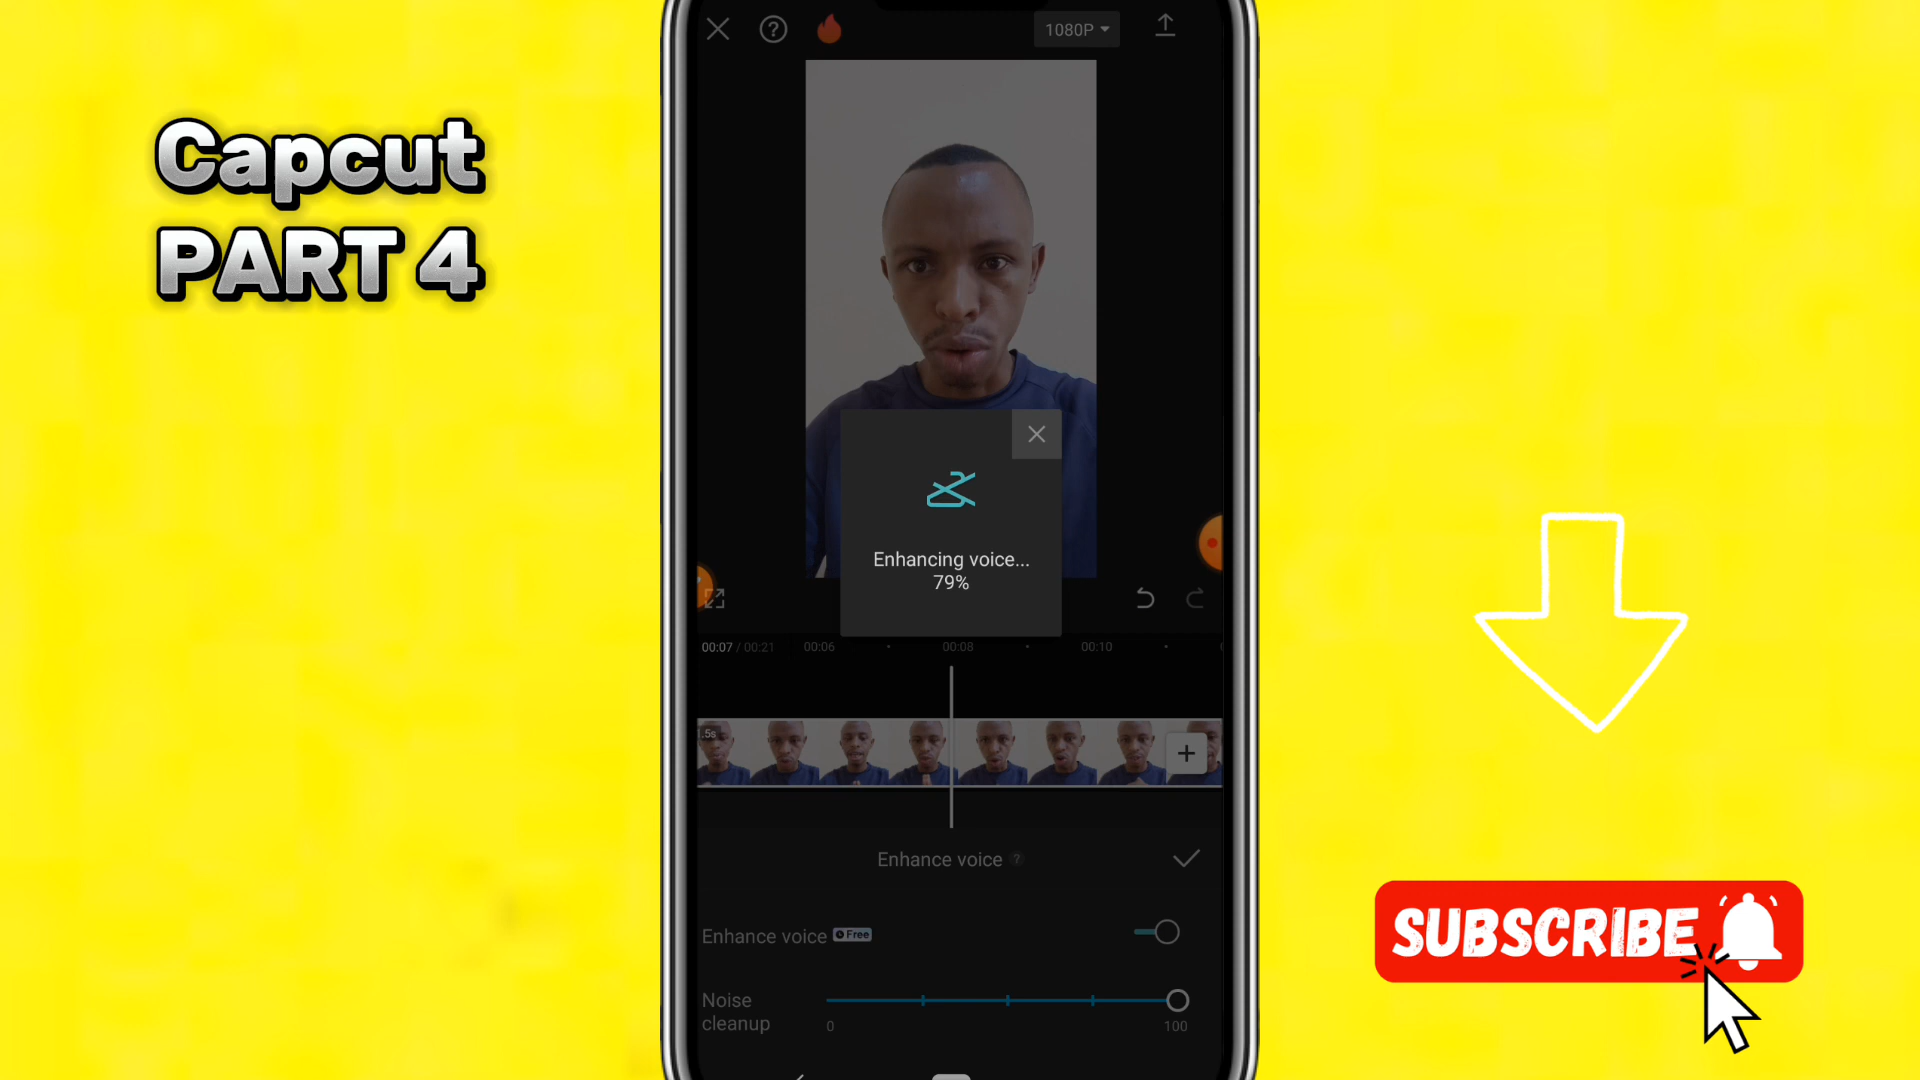 Capcut
PART 4
1080P
Enhancing voice...
79%
00:07 / 00:21
00:06
00:08
00:10
.5s
Enhance voice ?
Enhance voice Free
Noise
cleanup
0
100
SUBSCRIBE